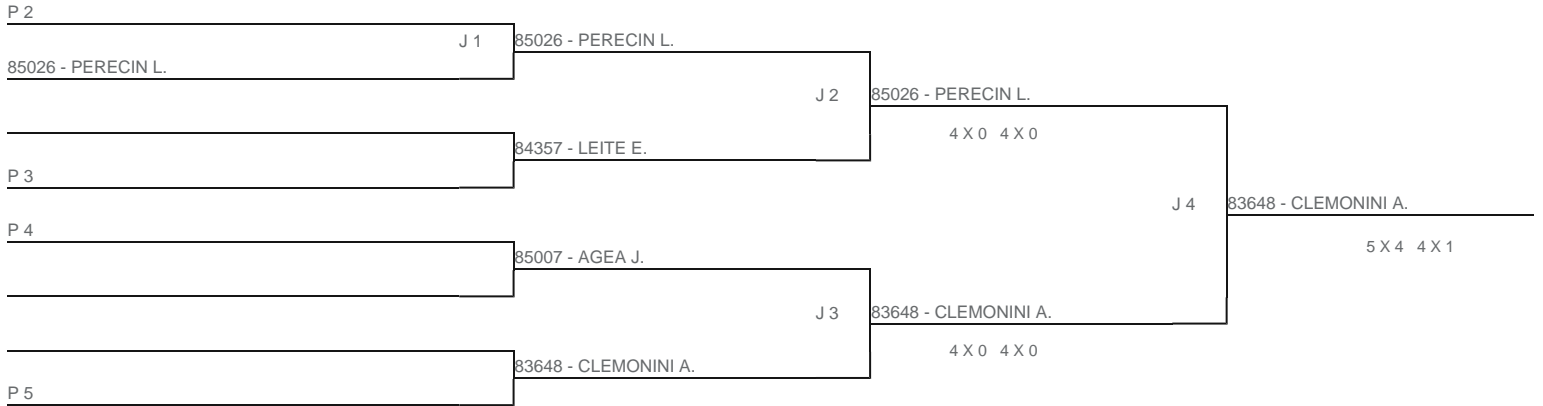 P 2
J 1
85026 - PERECIN L.
85026 - PERECIN L.
J 2
85026 - PERECIN L.
4 X 0 4 X 0
84357 - LEITE E.
P 3
J 4
83648 - CLEMONINI A.
5 X 4 4 X 1
P 4
85007 - AGEA J.
J 3
83648 - CLEMONINI A.
4 X 0 4 X 0
83648 - CLEMONINI A.
P 5